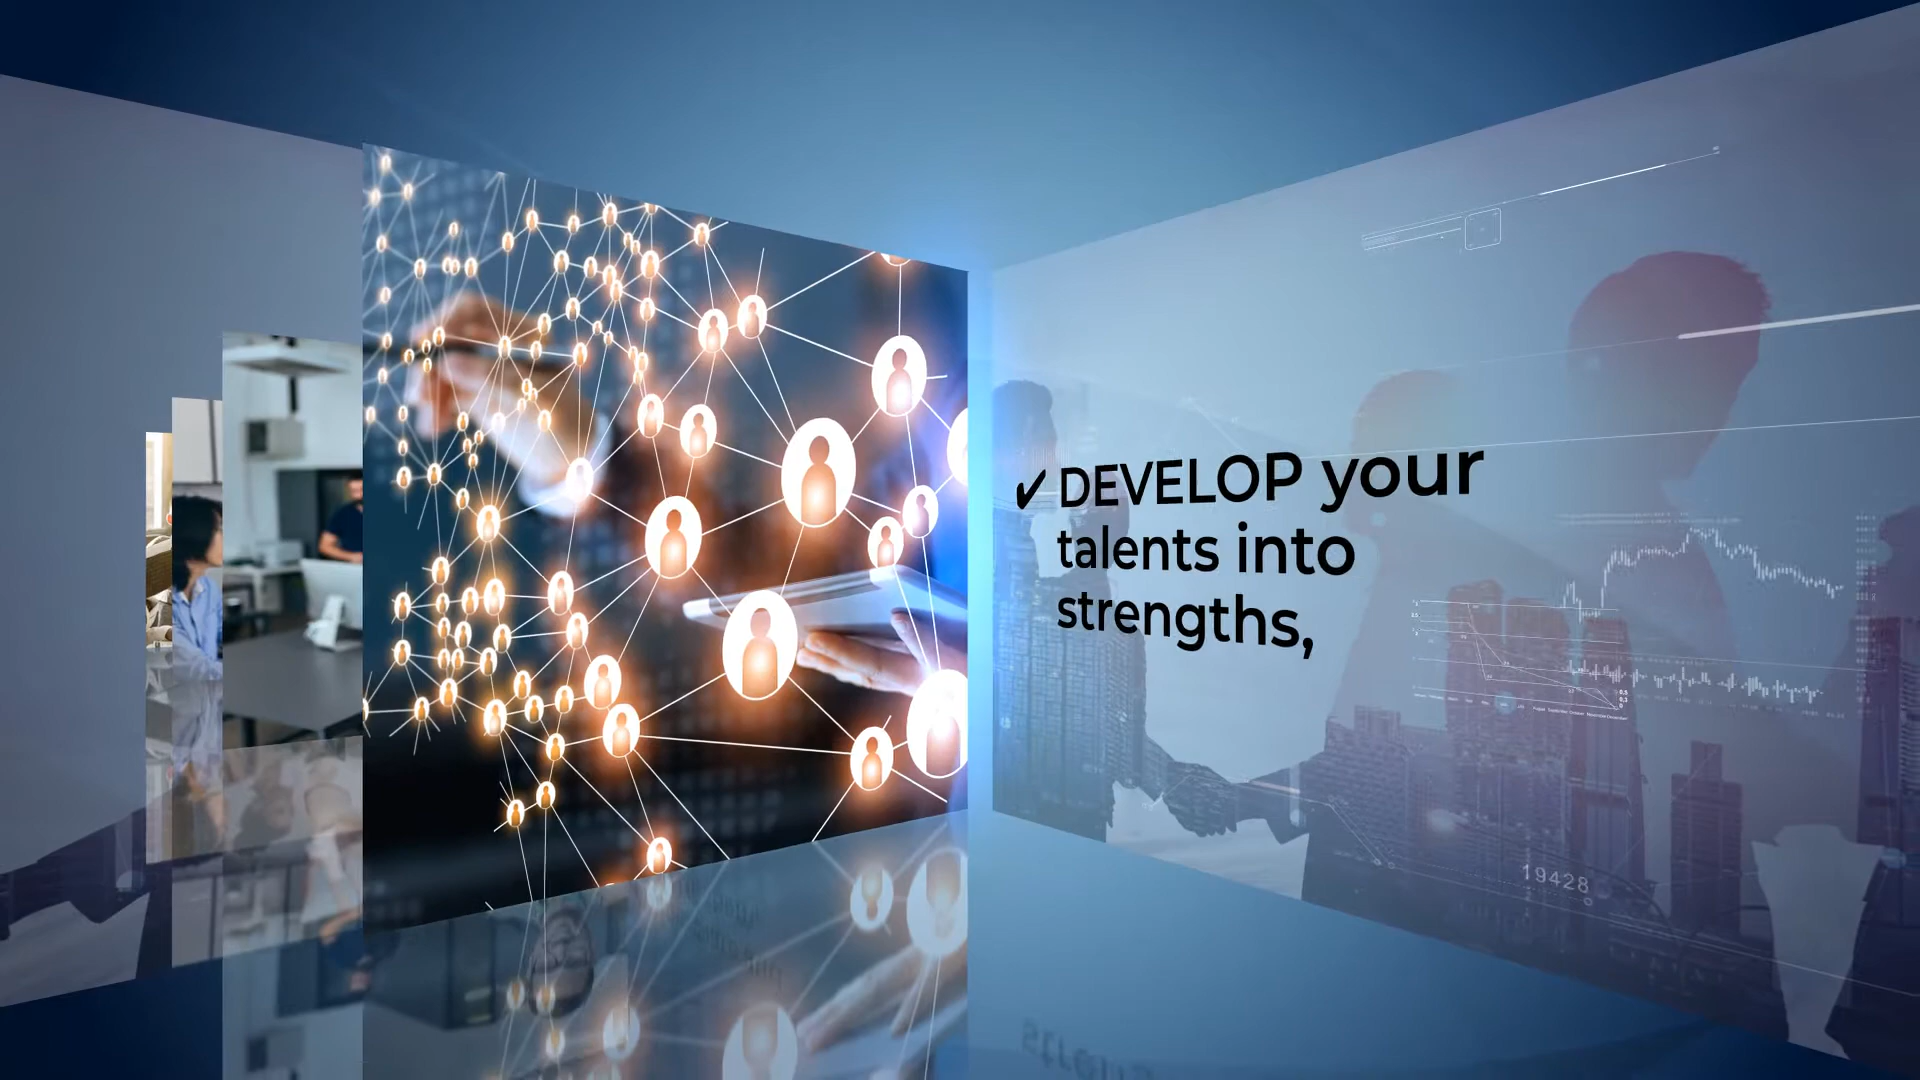 ✔ DEVELOP your
talents into
strengths,
19428